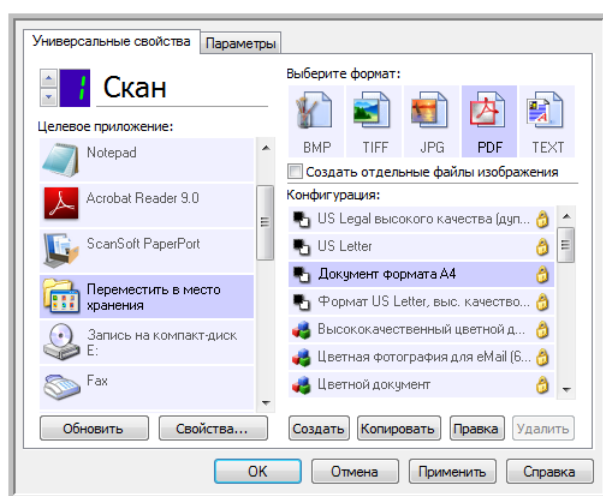 Универсальные свойства
Параметры
1 Скан
Целевое приложение:
Notepad
Acrobat Reader 9.0
ScanSoft PaperPort
Переместить в место
хранения
Запись на компакт-диск
E:
Fax
Обновить
Свойства...
Выберите формат:
BMP
TIFF
JPG
PDF
TEXT
Создать отдельные файлы изображения
Конфигурация:
US Legal высокого качества (дуп...
US Letter
Документ формата A4
Формат US Letter, выс. качество...
Высококачественный цветной д...
Цветная фотография для eMail (6...
Цветной документ
Создать
Копировать
Правка
Удалить
OK
Отмена
Применить
Справка